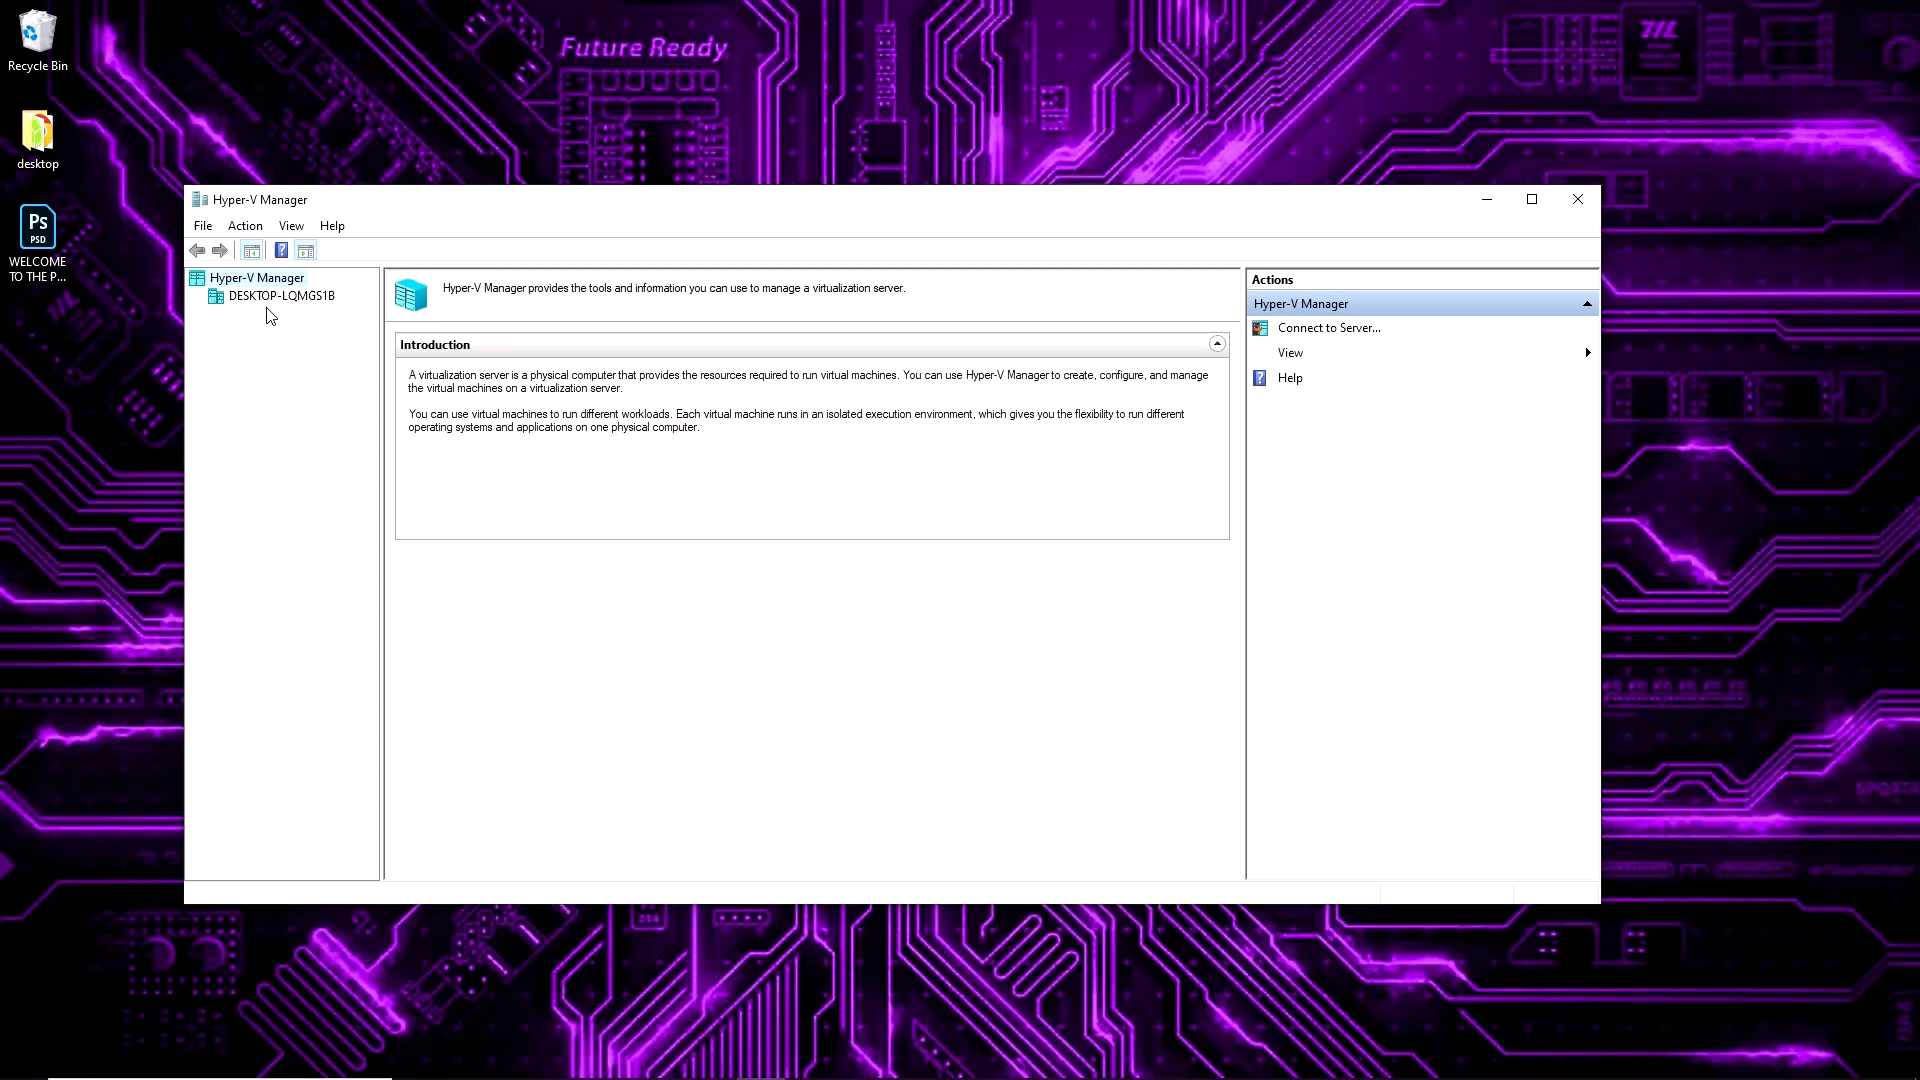 Future Ready
Recycle Bin
desktop
Ps
PSD
WELCOME
TO THE P...
Hyper-V Manager
File Action View Help
Hyper-V Manager
DESKTOP-LQMGS1B
Hyper-V Manager provides the tools and information you can use to manage a virtualization server.
Introduction
A virtualization server is a physical computer that provides the resources required to run virtual machines. You can use Hyper-V Manager to create, configure, and manage
the virtual machines on a virtualization server.
You can use virtual machines to run different workloads. Each virtual machine runs in an isolated execution environment, which gives you the flexibility to run different
operating systems and applications on one physical computer.
Actions
Hyper-V Manager
Connect to Server...
View
Help